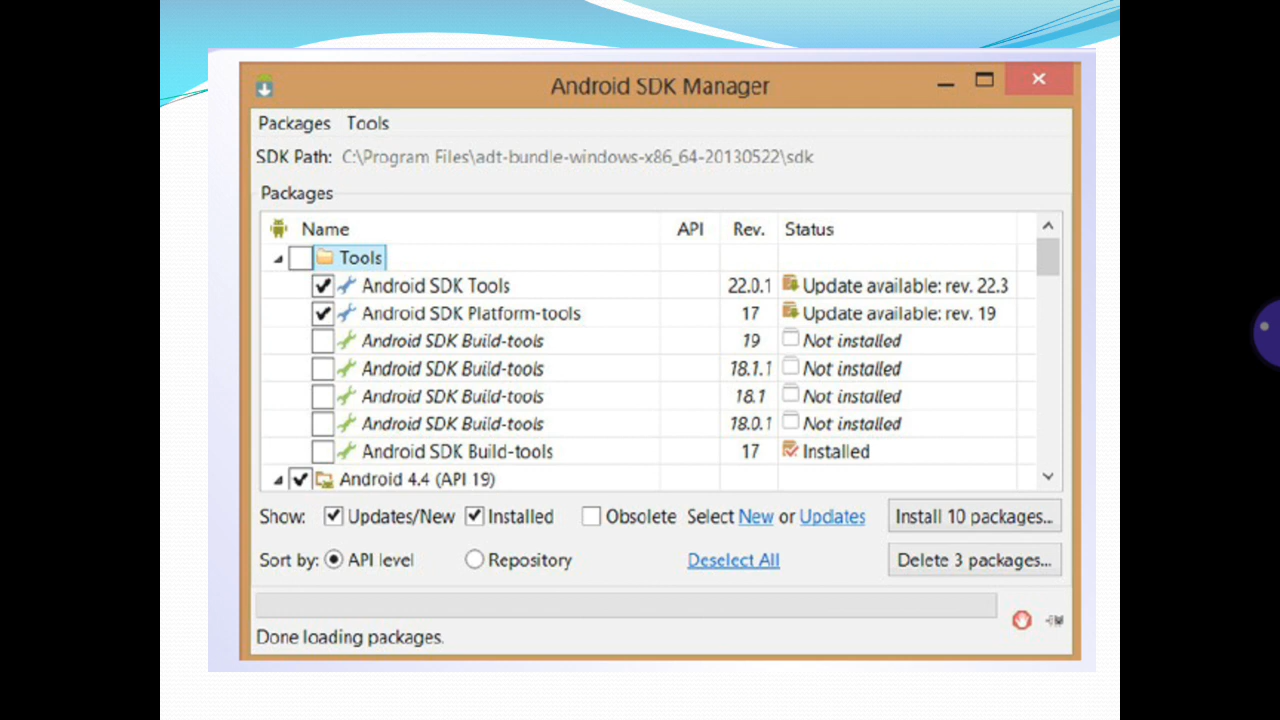 Android SDK Manager
Packages Tools
SDK Path: C:\Program Files\adt-bundle-windows-x86_64-20130522\sdk
Packages
Name API Rev. Status
Tools
Android SDK Tools 22.0.1 Update available: rev. 22.3
Android SDK Platform-tools 17 Update available: rev. 19
Android SDK Build-tools 19 Not installed
Android SDK Build-tools 18.1.1 Not installed
Android SDK Build-tools 18.1 Not installed
Android SDK Build-tools 18.0.1 Not installed
Android SDK Build-tools 17 Installed
Android 4.4 (API 19)
Show: Updates/New Installed Obsolete Select New or Updates Install 10 packages...
Sort by: API level Repository Deselect All Delete 3 packages...
Done loading packages.